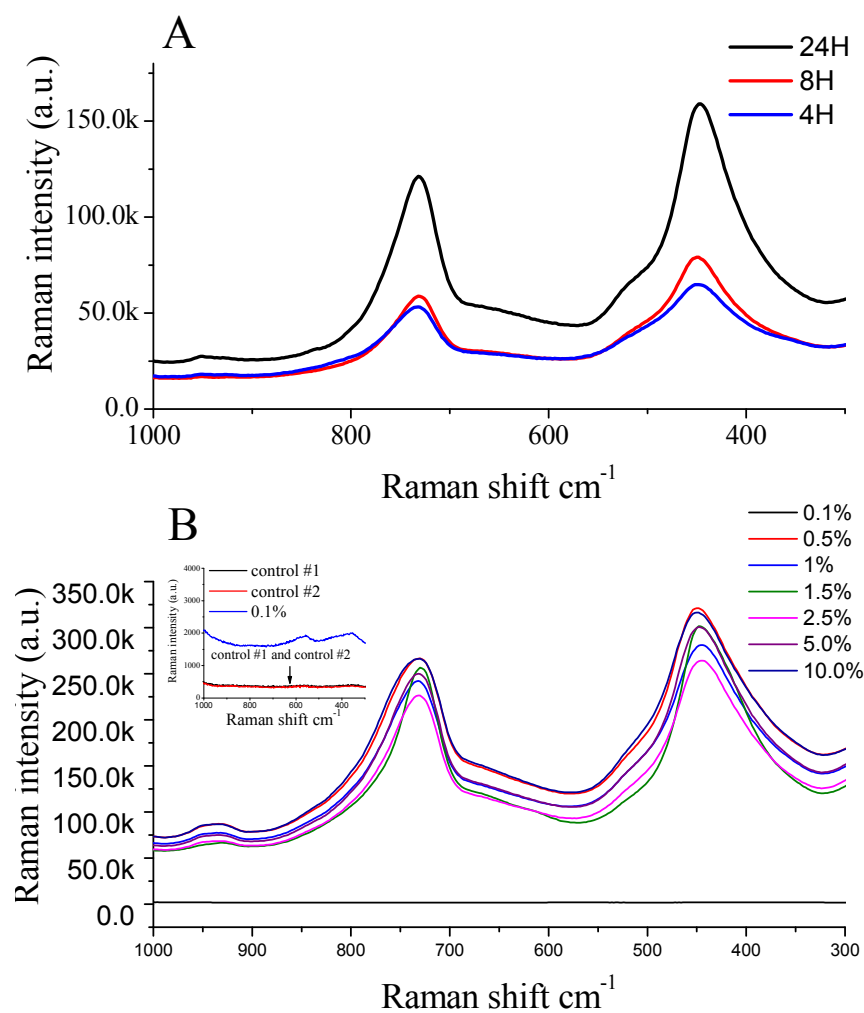 A
24H
8H
4H
Raman intensity (a.u.)
150.0k
100.0k
50.0k
0.0
1000
800
600
400
Raman shift cm-1
B
0.1%
0.5%
1%
1.5%
2.5%
5.0%
10.0%
control #1
control #2
0.1%
Raman intensity (a.u.)
4000
3000
2000
1000
0
control #1 and control #2
1000
800
600
400
Raman shift cm-1
Raman intensity (a.u.)
350.0k
300.0k
250.0k
200.0k
150.0k
100.0k
50.0k
0.0
1000
900
800
700
600
500
400
300
Raman shift cm-1